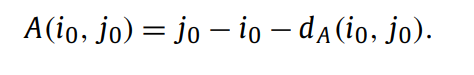 A(i₀, j₀) = j₀ − i₀ − d_A(i₀, j₀).